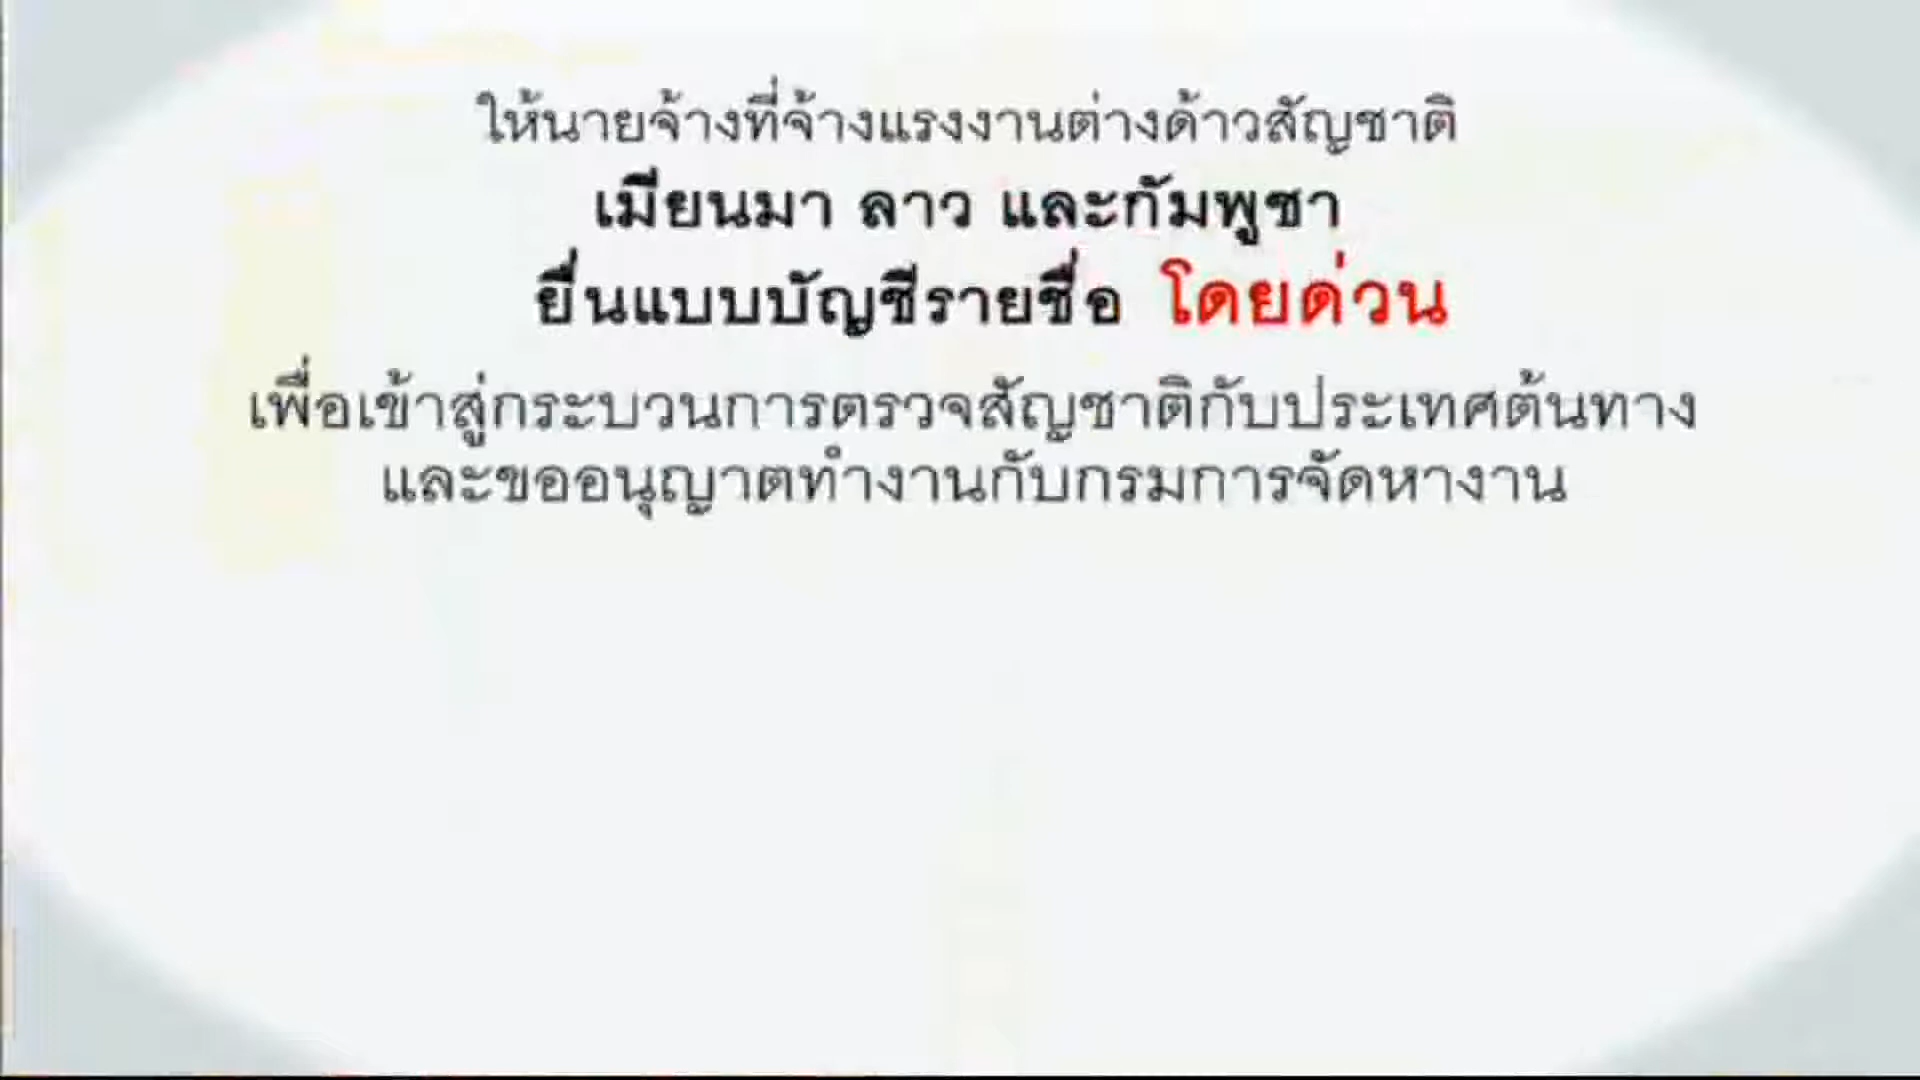 ให้นายจ้างที่จ้างแรงงานต่างด้าวสัญชาติ
เมียนมา ลาว และกัมพูชา
ยื่นแบบบัญชีรายชื่อ โดยด่วน
เพื่อเข้าสู่กระบวนการตรวจสัญชาติกับประเทศต้นทาง
และขออนุญาตทำงานกับกรมการจัดหางาน